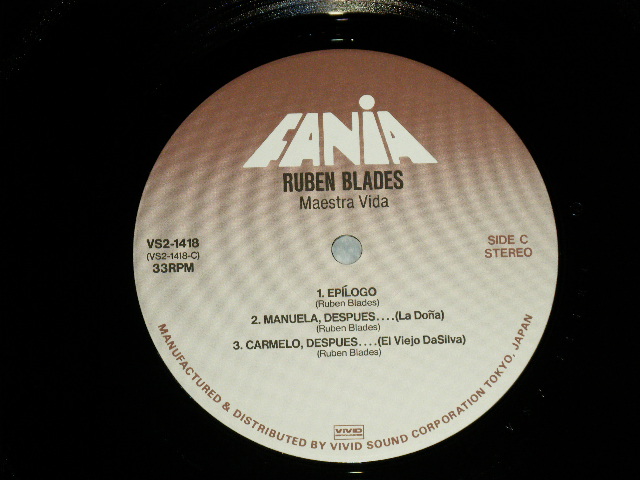 FANIA
RUBEN BLADES
Maestra Vida
VS2-1418
(VS2-1418-C)
33RPM
SIDE C
STEREO
1. EPÍLOGO
(Ruben Blades)
2. MANUELA, DESPUES....(La Doña)
(Ruben Blades)
3. CARMELO, DESPUES....(El Viejo DaSilva)
(Ruben Blades)
VIVID
MANUFACTURED & DISTRIBUTED BY VIVID SOUND CORPORATION TOKYO, JAPAN